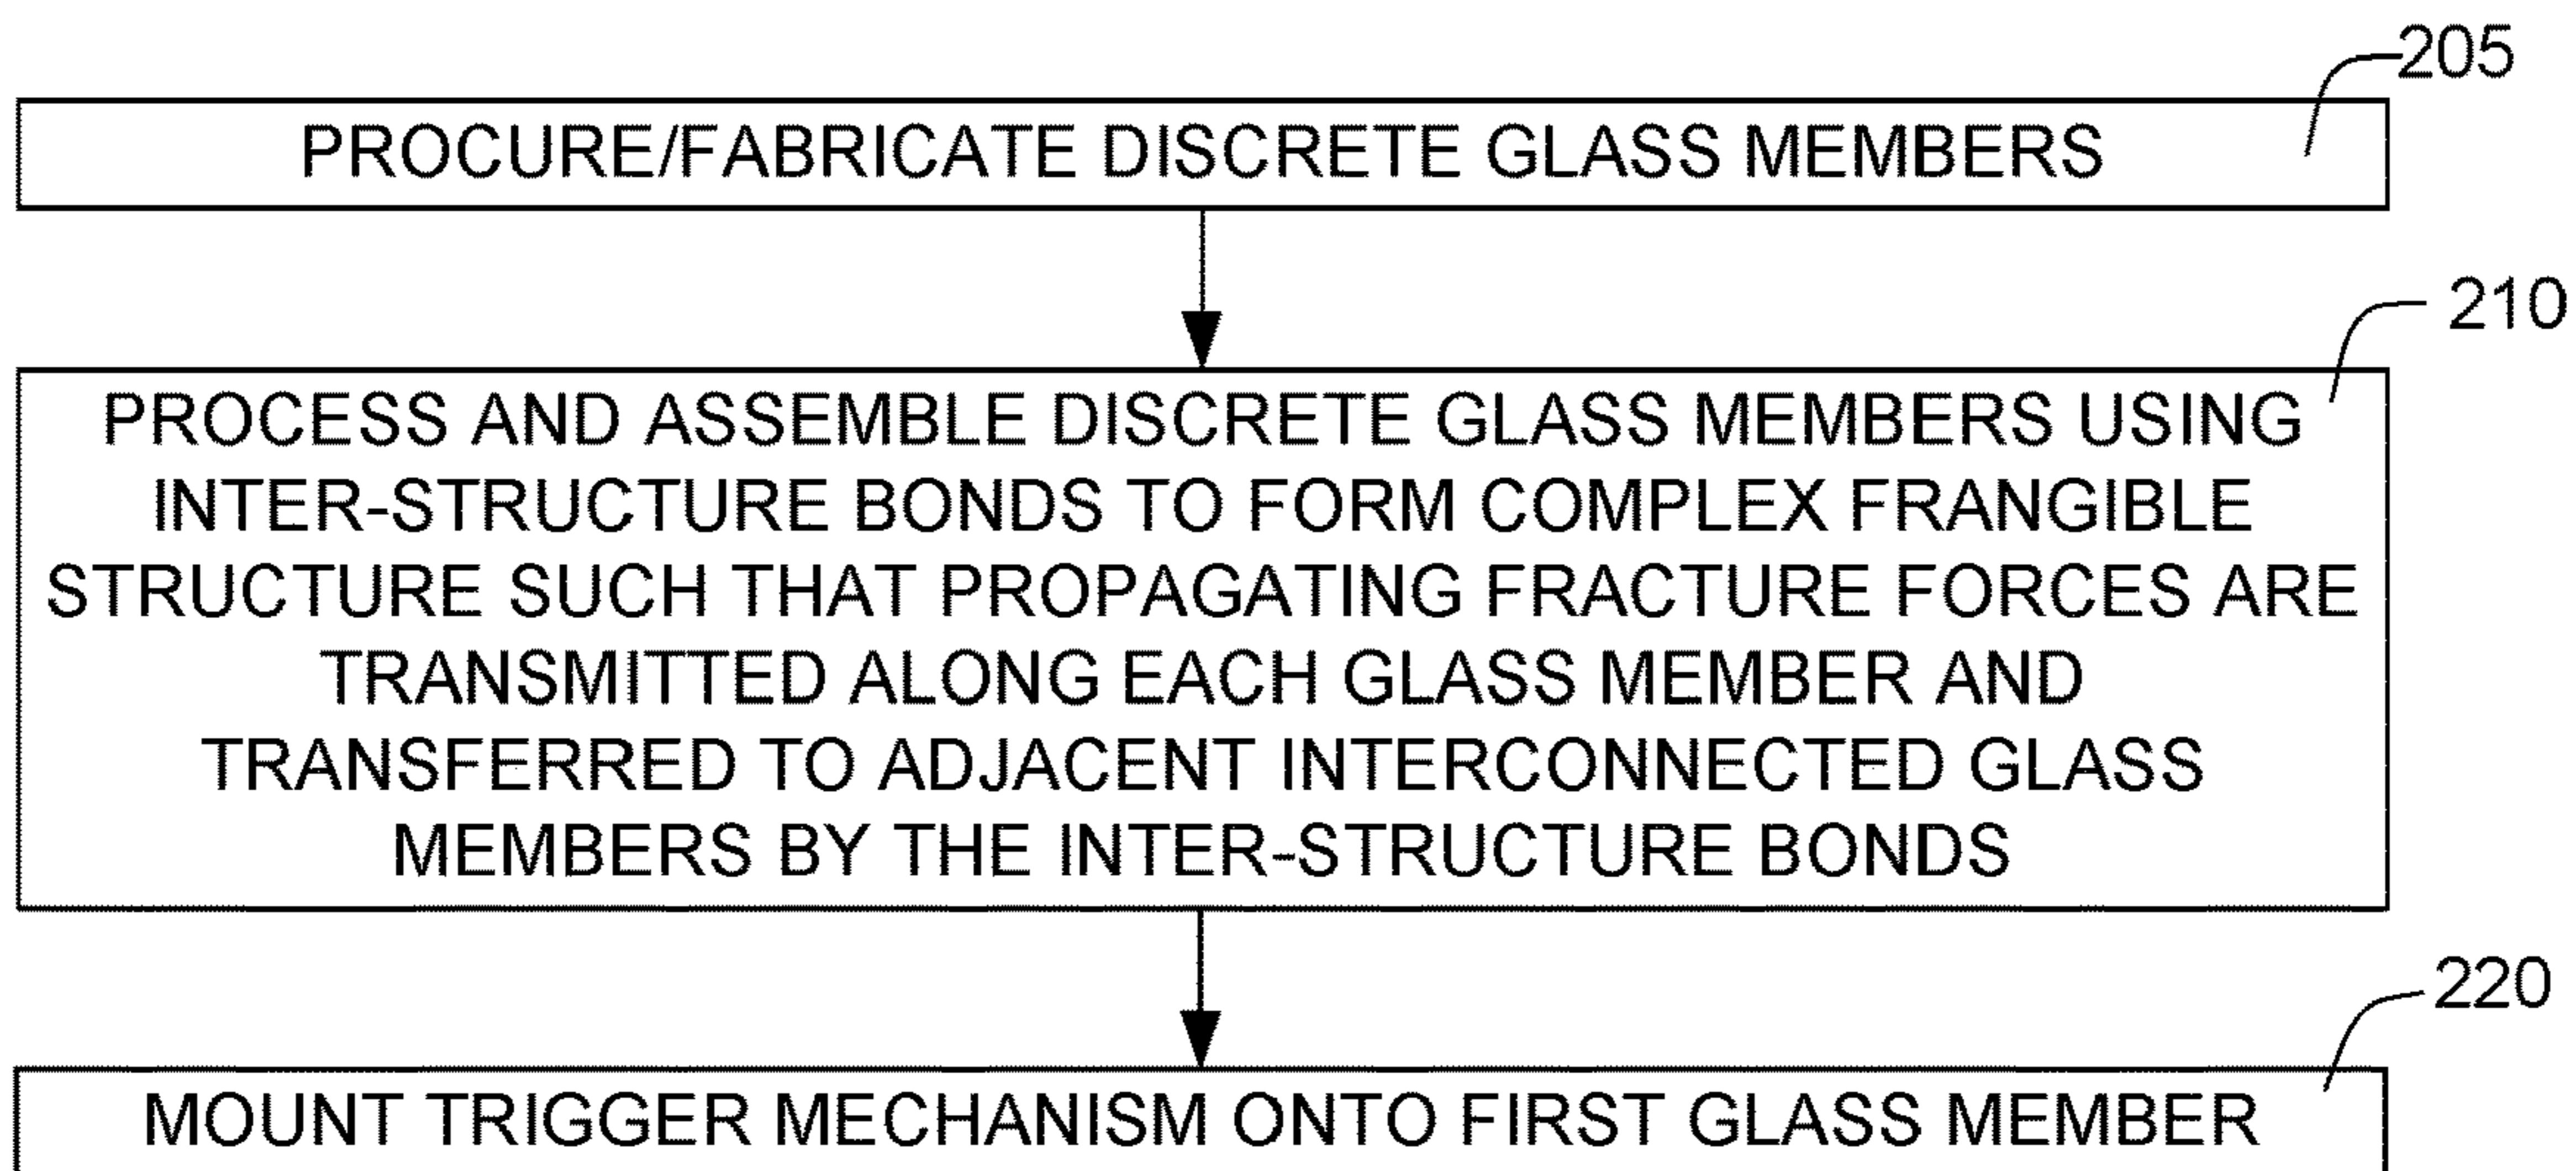 205
PROCURE/FABRICATE DISCRETE GLASS MEMBERS
210
PROCESS AND ASSEMBLE DISCRETE GLASS MEMBERS USING
INTER-STRUCTURE BONDS TO FORM COMPLEX FRANGIBLE
STRUCTURE SUCH THAT PROPAGATING FRACTURE FORCES ARE
TRANSMITTED ALONG EACH GLASS MEMBER AND
TRANSFERRED TO ADJACENT INTERCONNECTED GLASS
MEMBERS BY THE INTER-STRUCTURE BONDS
220
MOUNT TRIGGER MECHANISM ONTO FIRST GLASS MEMBER